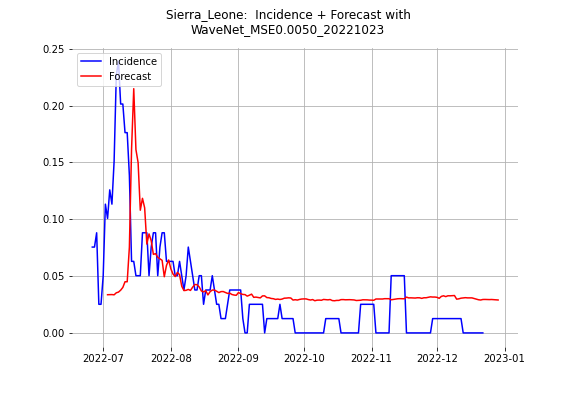 Sierra_Leone:  Incidence + Forecast with
WaveNet_MSE0.0050_20221023
Incidence
Forecast
0.25
0.20
0.15
0.10
0.05
0.00
2022-07 2022-08 2022-09 2022-10 2022-11 2022-12 2023-01